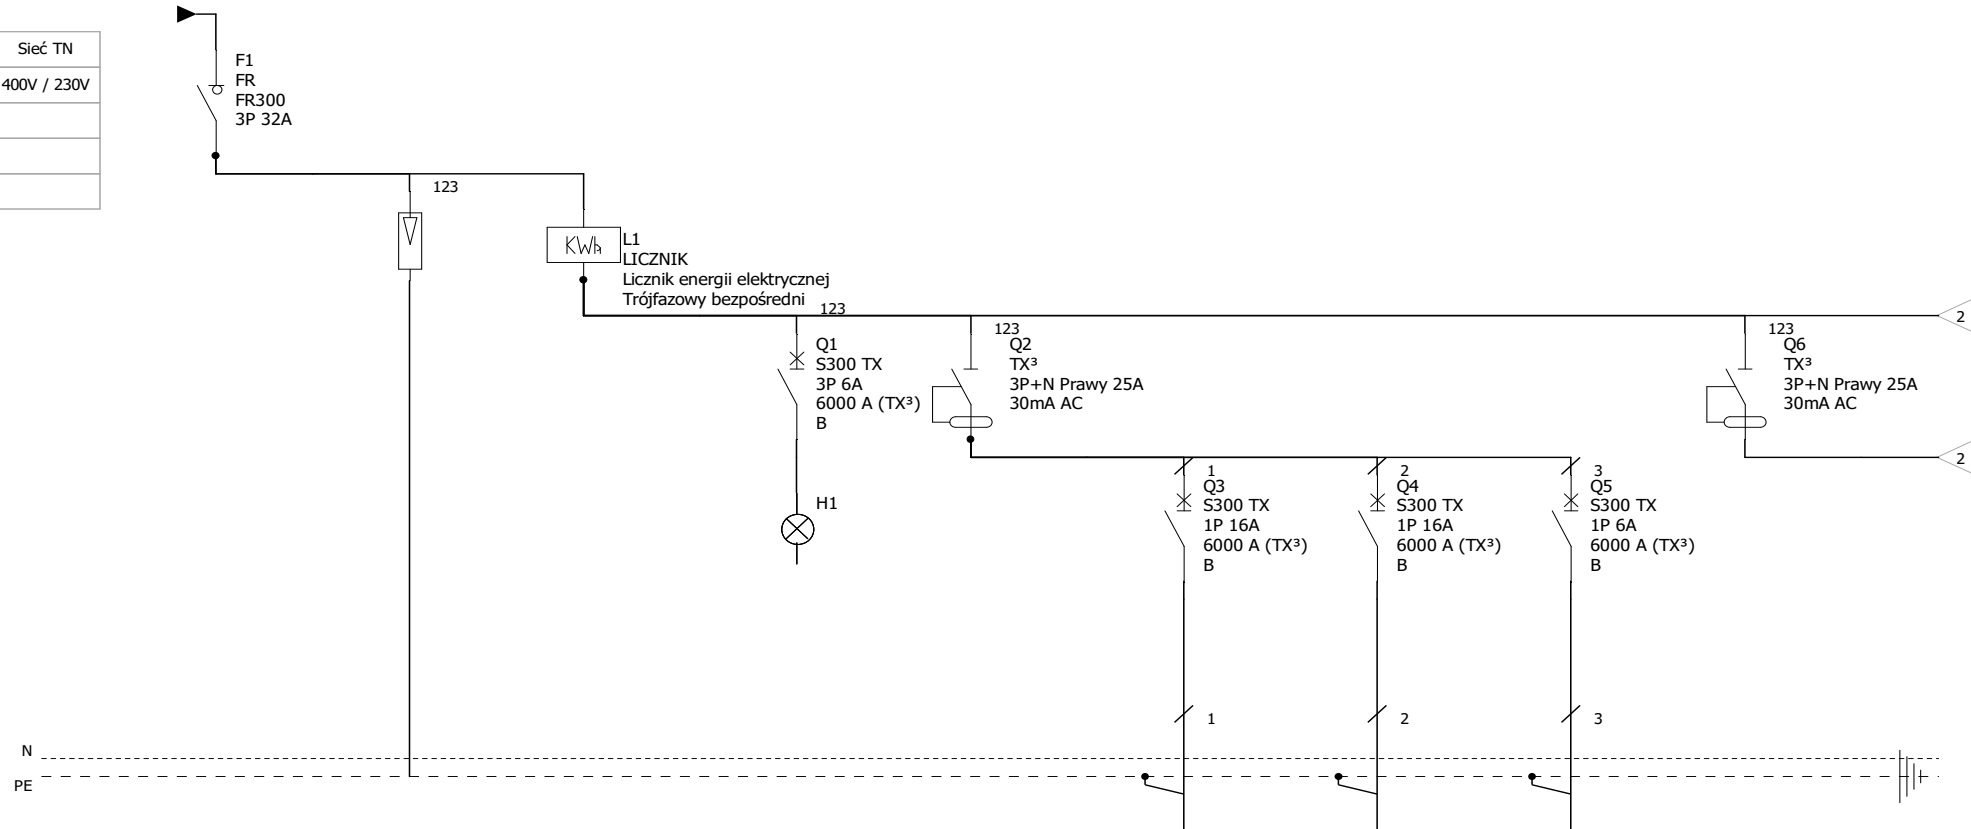 Sieć TN
400V / 230V
F1
FR
FR300
3P 32A
123
KWh
L1
LICZNIK
Licznik energii elektrycznej
Trójfazowy bezpośredni
123
2
Q1
S300 TX
3P 6A
6000 A (TX³)
B
123
Q2
TX³
3P+N Prawy 25A
30mA AC
123
Q6
TX³
3P+N Prawy 25A
30mA AC
2
H1
1
Q3
S300 TX
1P 16A
6000 A (TX³)
B
2
Q4
S300 TX
1P 16A
6000 A (TX³)
B
3
Q5
S300 TX
1P 6A
6000 A (TX³)
B
1
2
3
N
PE